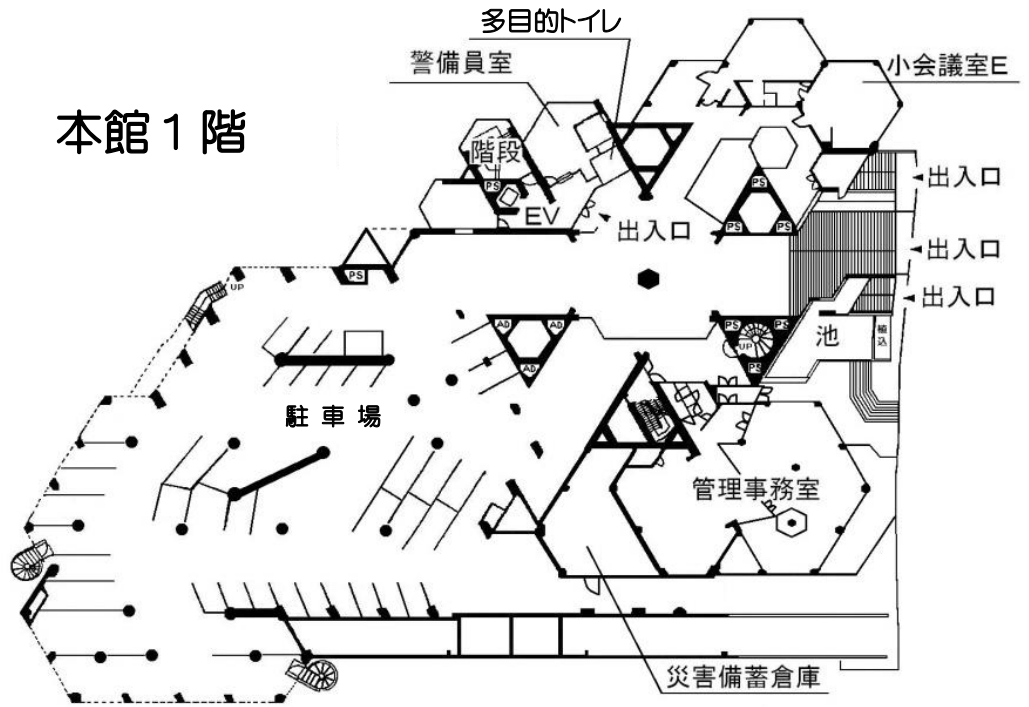 多目的トイレ
警備員室
小会議室E
本館1階
階段
PS
出入口
PS
EV
出入口
PS
PS
出入口
PS
UP
出入口
AD
AD
PS
PS
池
植込
UP
AD
PS
駐車場
管理事務室
災害備蓄倉庫